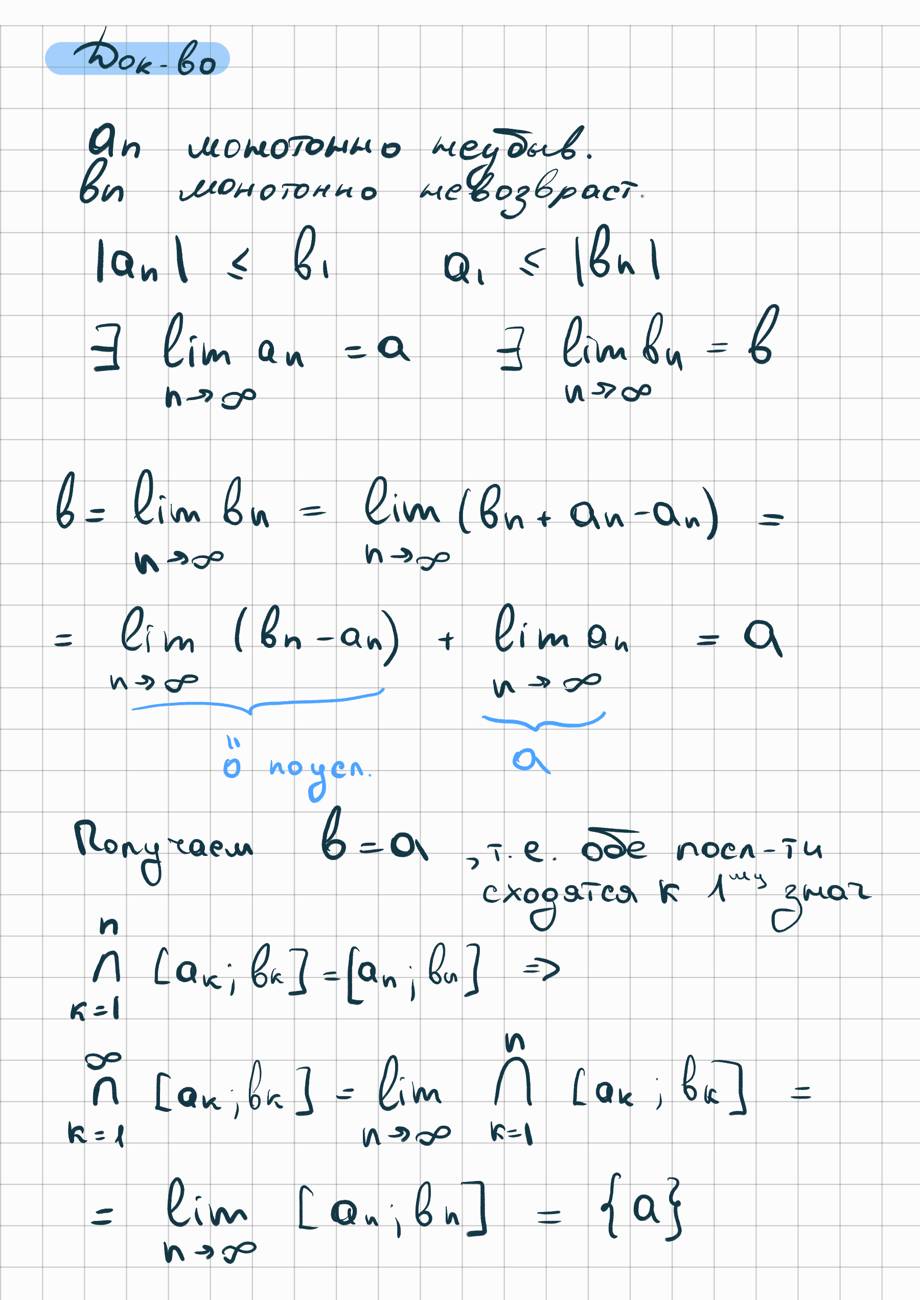 Док-во
an монотонно неубыв.
bn монотонно невозвраст.
|an| ≤ b1 a1 ≤ |bn|
∃ lim an = a ∃ lim bn = b
n→∞ n→∞
b = lim bn = lim (bn + an - an) =
n→∞ n→∞
= lim (bn - an) + lim an = a
n→∞ n→∞
" 0 по усл. a
Получаем b = a , т.е. обе посл-ти
сходятся к 1му знач
n
∩ [ak; bk] = [an; bn] =>
k=1
∞ n
∩ [ak; bk] = lim ∩ [ak; bk] =
k=1 n→∞ k=1
= lim [an; bn] = {a}
n→∞